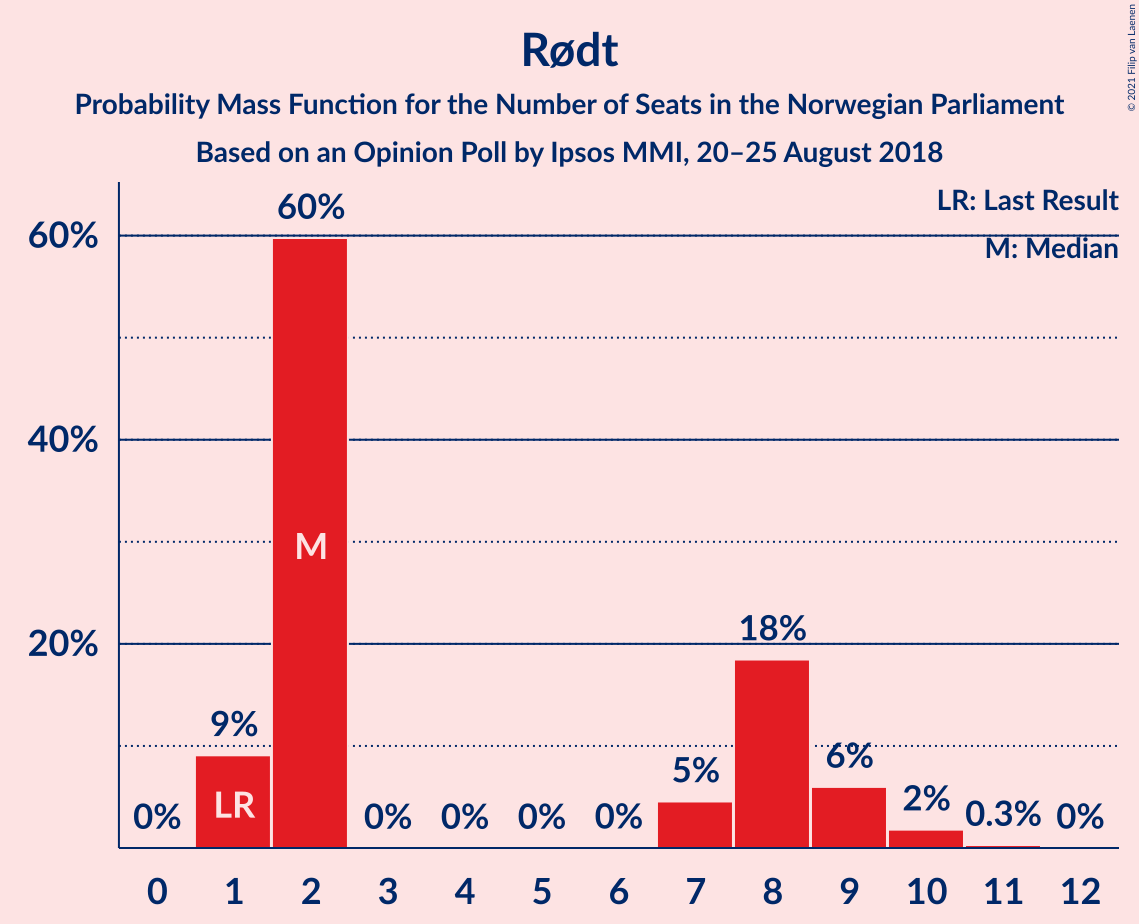 Rødt
Probability Mass Function for the Number of Seats in the Norwegian Parliament
Based on an Opinion Poll by Ipsos MMI, 20–25 August 2018
© 2021 Filip van Laenen
LR: Last Result
M: Median
60%
40%
20%
0%
9%
60%
0%
0%
0%
0%
5%
18%
6%
2%
0.3%
0%
LR
M
0 1 2 3 4 5 6 7 8 9 10 11 12